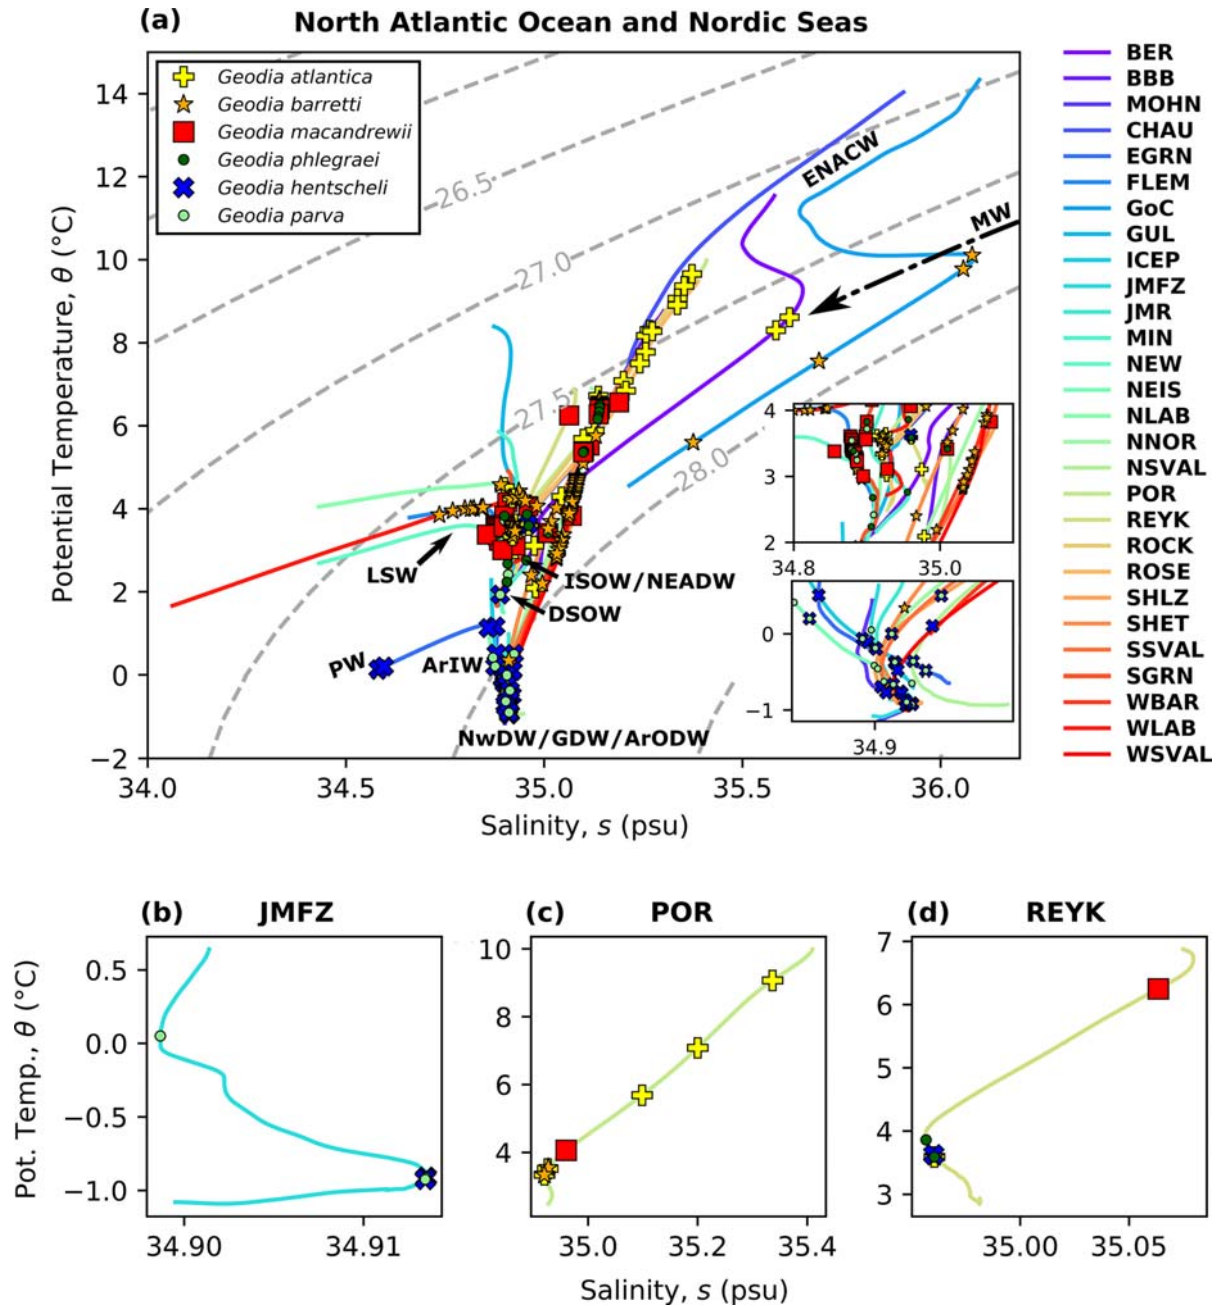 (a) North Atlantic Ocean and Nordic Seas
Geodia atlantica
Geodia barretti
Geodia macandrewii
Geodia phlegraei
Geodia hentscheli
Geodia parva
14
12
10
8
6
4
2
0
−2
Potential Temperature, θ (°C)
34.0 34.5 35.0 35.5 36.0
Salinity, s (psu)
26.5
27.0
27.5
28.0
ENACW
MW
LSW
ISOW/NEADW
DSOW
PW
ArIW
NwDW/GDW/ArODW
4
3
2
34.8 35.0
0
−1
34.9
BER
BBB
MOHN
CHAU
EGRN
FLEM
GoC
GUL
ICEP
JMFZ
JMR
MIN
NEW
NEIS
NLAB
NNOR
NSVAL
POR
REYK
ROCK
ROSE
SHLZ
SHET
SSVAL
SGRN
WBAR
WLAB
WSVAL
(b) JMFZ
Pot. Temp., θ (°C)
0.5
0.0
−0.5
−1.0
34.90 34.91
(c) POR
10
8
6
4
35.0 35.2 35.4
Salinity, s (psu)
(d) REYK
7
6
5
4
3
35.00 35.05